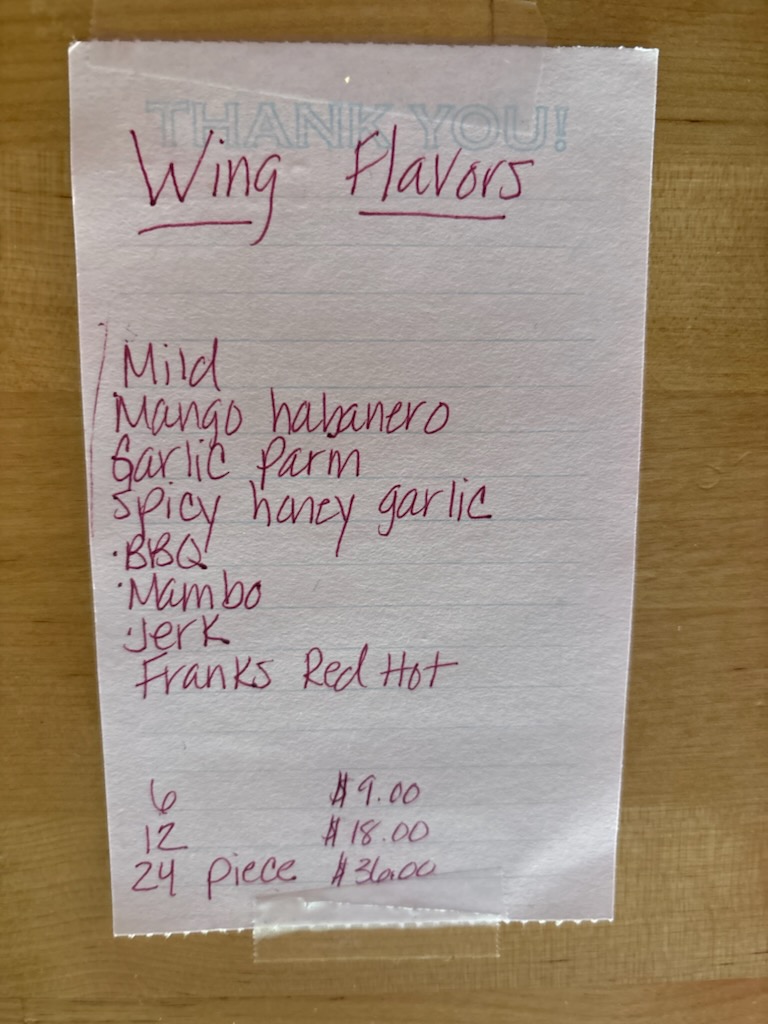 THANK YOU!
Wing Flavors
Mild
Mango habanero
Garlic Parm
Spicy honey garlic
·BBQ
·Mambo
·Jerk
Franks Red Hot
6 $9.00
12 $18.00
24 piece $36.00